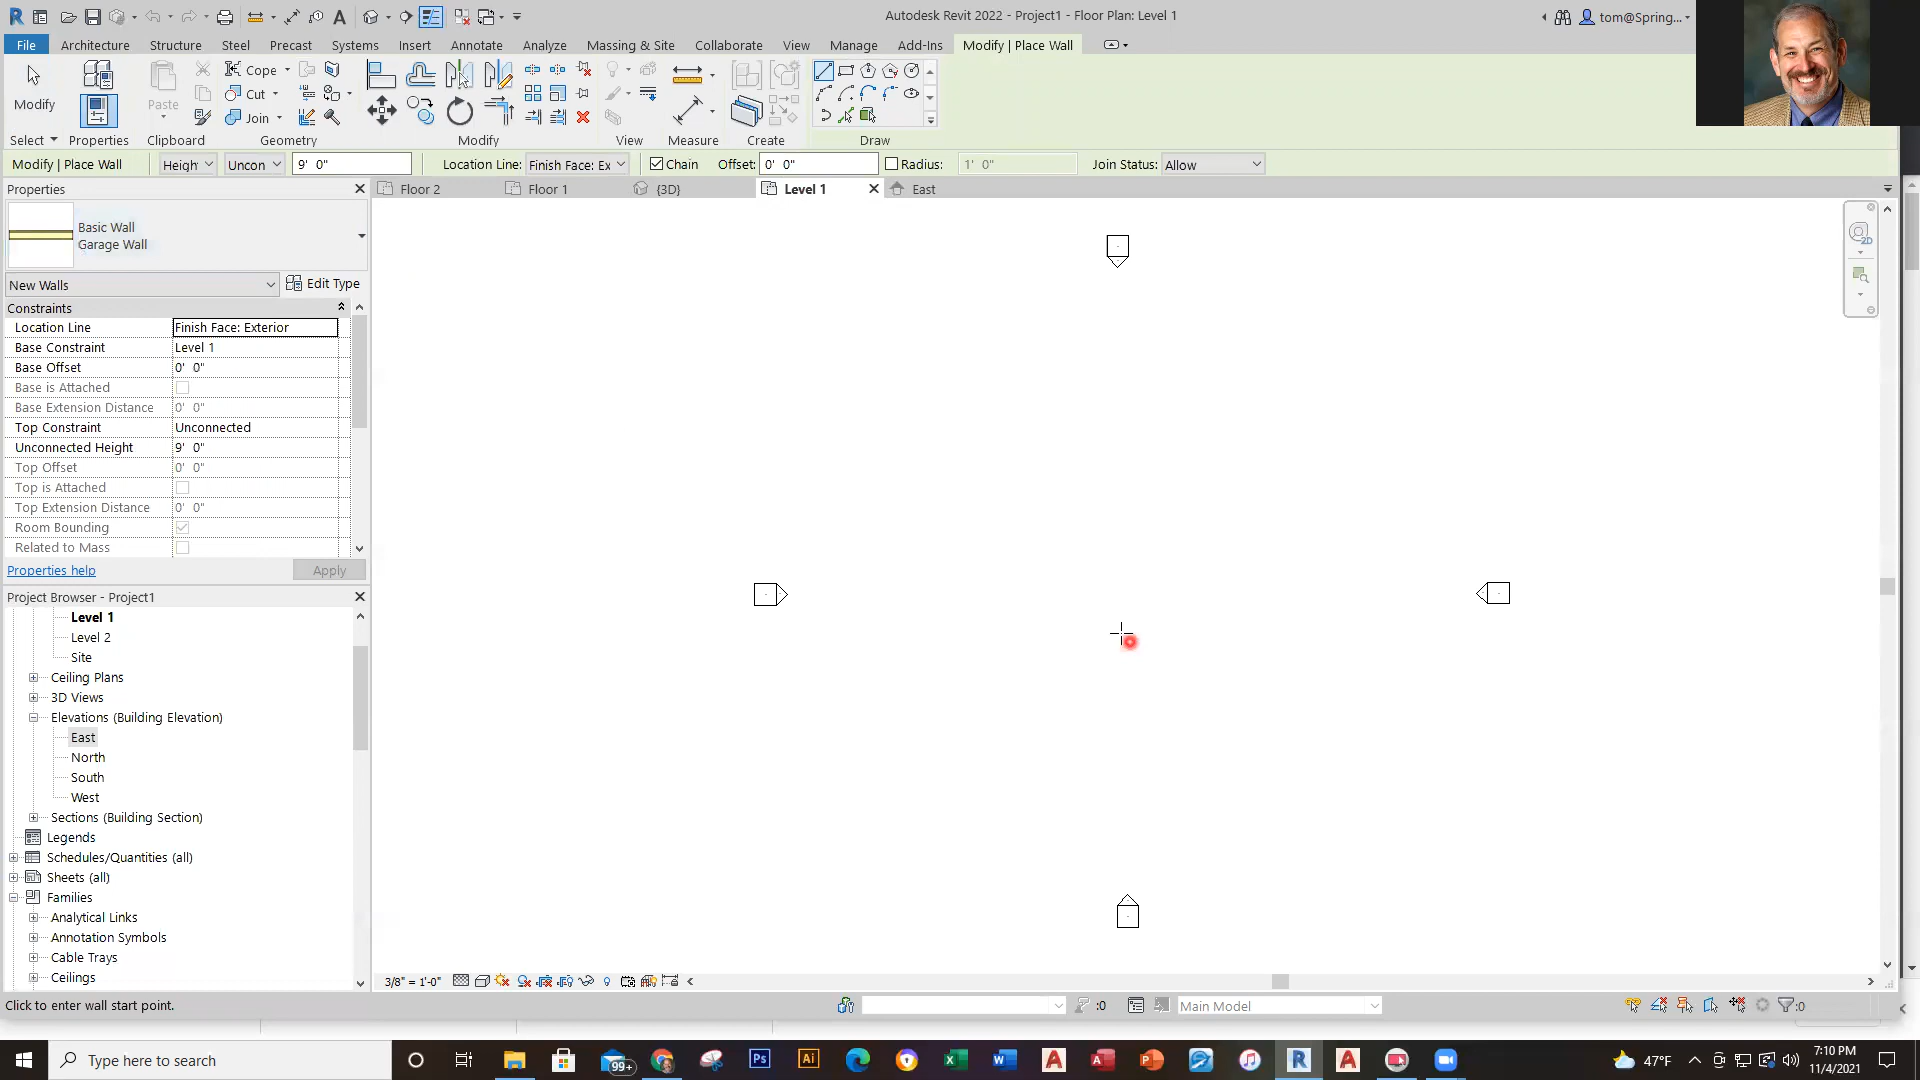 Autodesk Revit 2022 - Project1 - Floor Plan: Level 1
tom@Spring...
File Architecture Structure Steel Precast Systems Insert Annotate Analyze Massing & Site Collaborate View Manage Add-Ins Modify | Place Wall
Modify
Paste
Cope
Cut
Join
Select Properties Clipboard Geometry Modify View Measure Create Draw
Modify | Place Wall Heigh Uncon 9' 0" Location Line: Finish Face: Ex Chain Offset: 0' 0" Radius: 1' 0" Join Status: Allow
Properties
Floor 2 Floor 1 {3D} Level 1 East
Basic Wall
Garage Wall
New Walls Edit Type
Constraints
Location Line Finish Face: Exterior
Base Constraint Level 1
Base Offset 0' 0"
Base is Attached
Base Extension Distance 0' 0"
Top Constraint Unconnected
Unconnected Height 9' 0"
Top Offset 0' 0"
Top is Attached
Top Extension Distance 0' 0"
Room Bounding
Related to Mass
Properties help Apply
Project Browser - Project1
Level 1
Level 2
Site
Ceiling Plans
3D Views
Elevations (Building Elevation)
East
North
South
West
Sections (Building Section)
Legends
Schedules/Quantities (all)
Sheets (all)
Families
Analytical Links
Annotation Symbols
Cable Trays
Ceilings
2D
3/8" = 1'-0"
Click to enter wall start point.
:0 Main Model :0
Type here to search
99+
Ps
Ai
47°F
7:10 PM
11/4/2021